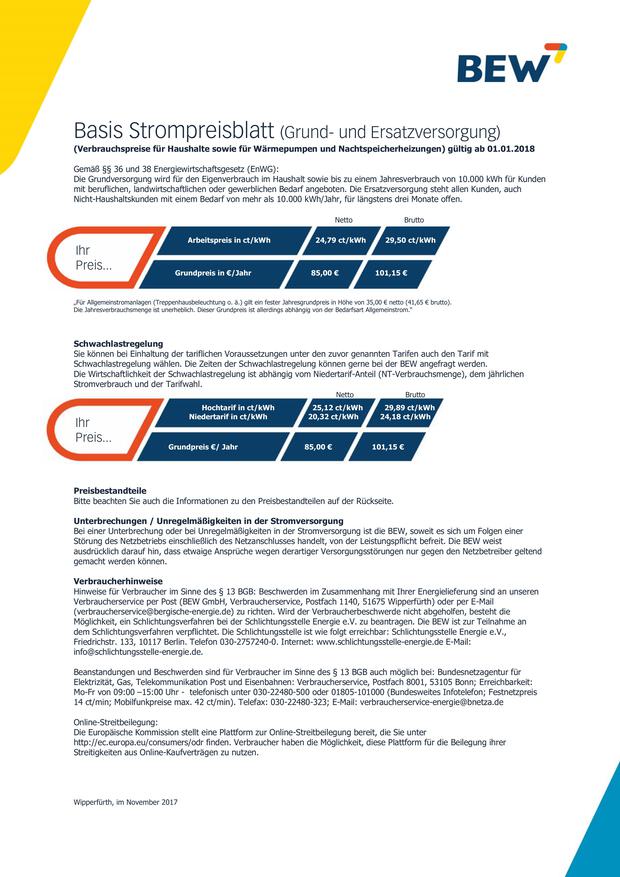 BEW
Basis Strompreisblatt (Grund- und Ersatzversorgung)
(Verbrauchspreise für Haushalte sowie für Wärmepumpen und Nachtspeicherheizungen) gültig ab 01.01.2018
Gemäß §§ 36 und 38 Energiewirtschaftsgesetz (EnWG):
Die Grundversorgung wird für den Eigenverbrauch im Haushalt sowie bis zu einem Jahresverbrauch von 10.000 kWh für Kunden
mit beruflichen, landwirtschaftlichen oder gewerblichen Bedarf angeboten. Die Ersatzversorgung steht allen Kunden, auch
Nicht-Haushaltskunden mit einem Bedarf von mehr als 10.000 kWh/Jahr, für längstens drei Monate offen.
Netto Brutto
Ihr
Preis...
Arbeitspreis in ct/kWh 24,79 ct/kWh 29,50 ct/kWh
Grundpreis in €/Jahr 85,00 € 101,15 €
„Für Allgemeinstromanlagen (Treppenhausbeleuchtung o. ä.) gilt ein fester Jahresgrundpreis in Höhe von 35,00 € netto (41,65 € brutto).
Die Jahresverbrauchsmenge ist unerheblich. Dieser Grundpreis ist allerdings abhängig von der Bedarfsart Allgemeinstrom."
Schwachlastregelung
Sie können bei Einhaltung der tariflichen Voraussetzungen unter den zuvor genannten Tarifen auch den Tarif mit
Schwachlastregelung wählen. Die Zeiten der Schwachlastregelung können gerne bei der BEW angefragt werden.
Die Wirtschaftlichkeit der Schwachlastregelung ist abhängig vom Niedertarif-Anteil (NT-Verbrauchsmenge), dem jährlichen
Stromverbrauch und der Tarifwahl.
Netto Brutto
Ihr
Preis...
Hochtarif in ct/kWh 25,12 ct/kWh 29,89 ct/kWh
Niedertarif in ct/kWh 20,32 ct/kWh 24,18 ct/kWh
Grundpreis €/ Jahr 85,00 € 101,15 €
Preisbestandteile
Bitte beachten Sie auch die Informationen zu den Preisbestandteilen auf der Rückseite.
Unterbrechungen / Unregelmäßigkeiten in der Stromversorgung
Bei einer Unterbrechung oder bei Unregelmäßigkeiten in der Stromversorgung ist die BEW, soweit es sich um Folgen einer
Störung des Netzbetriebs einschließlich des Netzanschlusses handelt, von der Leistungspflicht befreit. Die BEW weist
ausdrücklich darauf hin, dass etwaige Ansprüche wegen derartiger Versorgungsstörungen nur gegen den Netzbetreiber geltend
gemacht werden können.
Verbraucherhinweise
Hinweise für Verbraucher im Sinne des § 13 BGB: Beschwerden im Zusammenhang mit Ihrer Energielieferung sind an unseren
Verbraucherservice per Post (BEW GmbH, Verbraucherservice, Postfach 1140, 51675 Wipperfürth) oder per E-Mail
(verbraucherservice@bergische-energie.de) zu richten. Wird der Verbraucherbeschwerde nicht abgeholfen, besteht die
Möglichkeit, ein Schlichtungsverfahren bei der Schlichtungsstelle Energie e.V. zu beantragen. Die BEW ist zur Teilnahme an
dem Schlichtungsverfahren verpflichtet. Die Schlichtungsstelle ist wie folgt erreichbar: Schlichtungsstelle Energie e.V.,
Friedrichstr. 133, 10117 Berlin. Telefon 030-2757240-0. Internet: www.schlichtungsstelle-energie.de E-Mail:
info@schlichtungsstelle-energie.de.
Beanstandungen und Beschwerden sind für Verbraucher im Sinne des § 13 BGB auch möglich bei: Bundesnetzagentur für
Elektrizität, Gas, Telekommunikation Post und Eisenbahnen: Verbraucherservice, Postfach 8001, 53105 Bonn; Erreichbarkeit:
Mo-Fr von 09:00 –15:00 Uhr - telefonisch unter 030-22480-500 oder 01805-101000 (Bundesweites Infotelefon; Festnetzpreis
14 ct/min; Mobilfunkpreise max. 42 ct/min). Telefax: 030-22480-323; E-Mail: verbraucherservice-energie@bnetza.de
Online-Streitbeilegung:
Die Europäische Kommission stellt eine Plattform zur Online-Streitbeilegung bereit, die Sie unter
http://ec.europa.eu/consumers/odr finden. Verbraucher haben die Möglichkeit, diese Plattform für die Beilegung ihrer
Streitigkeiten aus Online-Kaufverträgen zu nutzen.
Wipperfürth, im November 2017